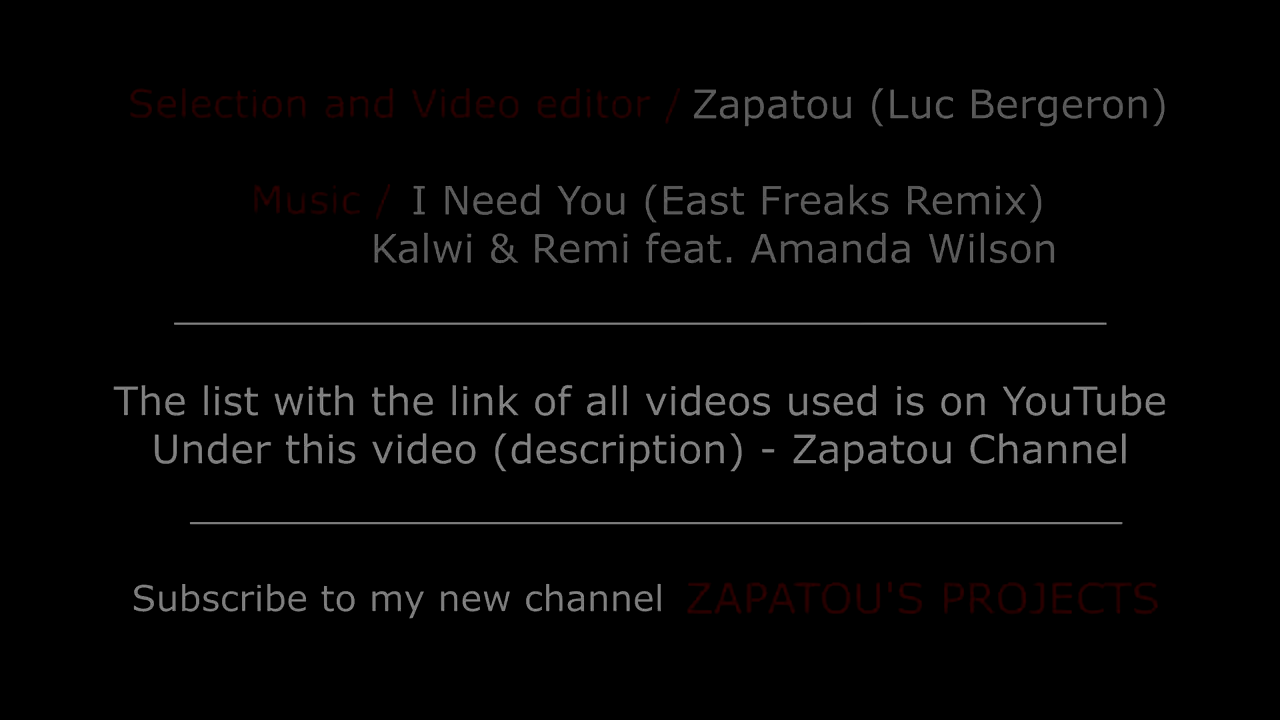 Selection and Video editor / Zapatou (Luc Bergeron)
Music / I Need You (East Freaks Remix)
Kalwi & Remi feat. Amanda Wilson
The list with the link of all videos used is on YouTube
Under this video (description) - Zapatou Channel
Subscribe to my new channel ZAPATOU'S PROJECTS